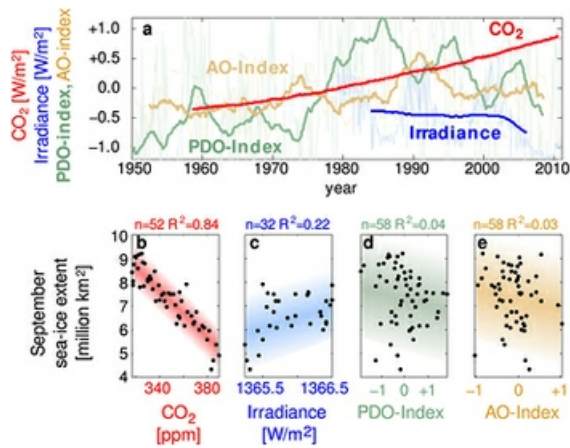 a
CO₂ [W/m²]
Irradiance [W/m²]
PDO-index, AO-index
+1.0
+0.5
0.0
−0.5
−1.0
CO₂
AO-Index
PDO-Index
Irradiance
1950 1960 1970 1980 1990 2000 2010
year
n=52 R²=0.84 n=32 R²=0.22 n=58 R²=0.04 n=58 R²=0.03
b c d e
September
sea-ice extent
[million km²]
10
9
8
7
6
5
4
340 380 1365.5 1366.5 −1 0 +1 −1 0 +1
CO₂ Irradiance PDO-Index AO-Index
[ppm] [W/m²]